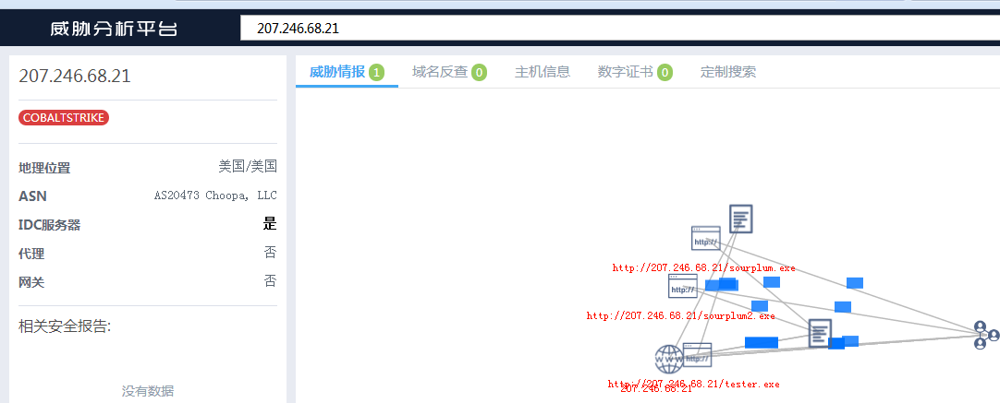 威胁分析平台
207.246.68.21
207.246.68.21
COBALTSTRIKE
地理位置 美国/美国
ASN AS20473 Choopa, LLC
IDC服务器 是
代理 否
网关 否
相关安全报告:
没有数据
威胁情报 1 域名反查 0 主机信息 数字证书 0 定制搜索
http://
http://207.246.68.21/sourplum.exe
http://
http://207.246.68.21/sourplum2.exe
WWW
http://
http://207.246.68.21/tester.exe
207.246.68.21